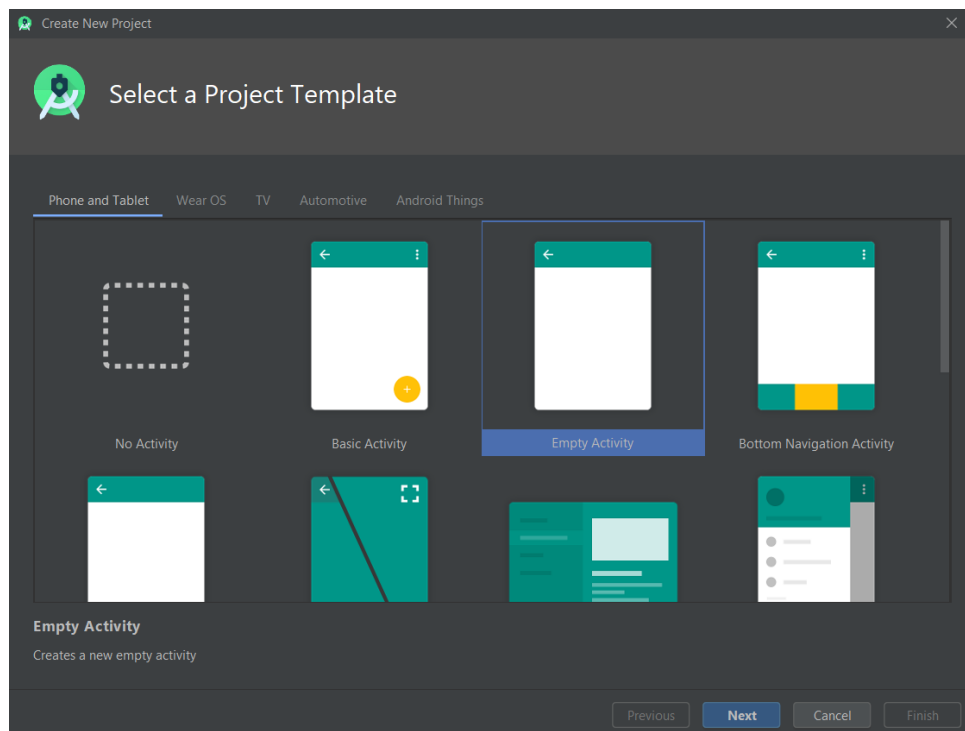 Create New Project
Select a Project Template
Phone and Tablet Wear OS TV Automotive Android Things
No Activity Basic Activity Empty Activity Bottom Navigation Activity
Empty Activity
Creates a new empty activity
Previous Next Cancel Finish